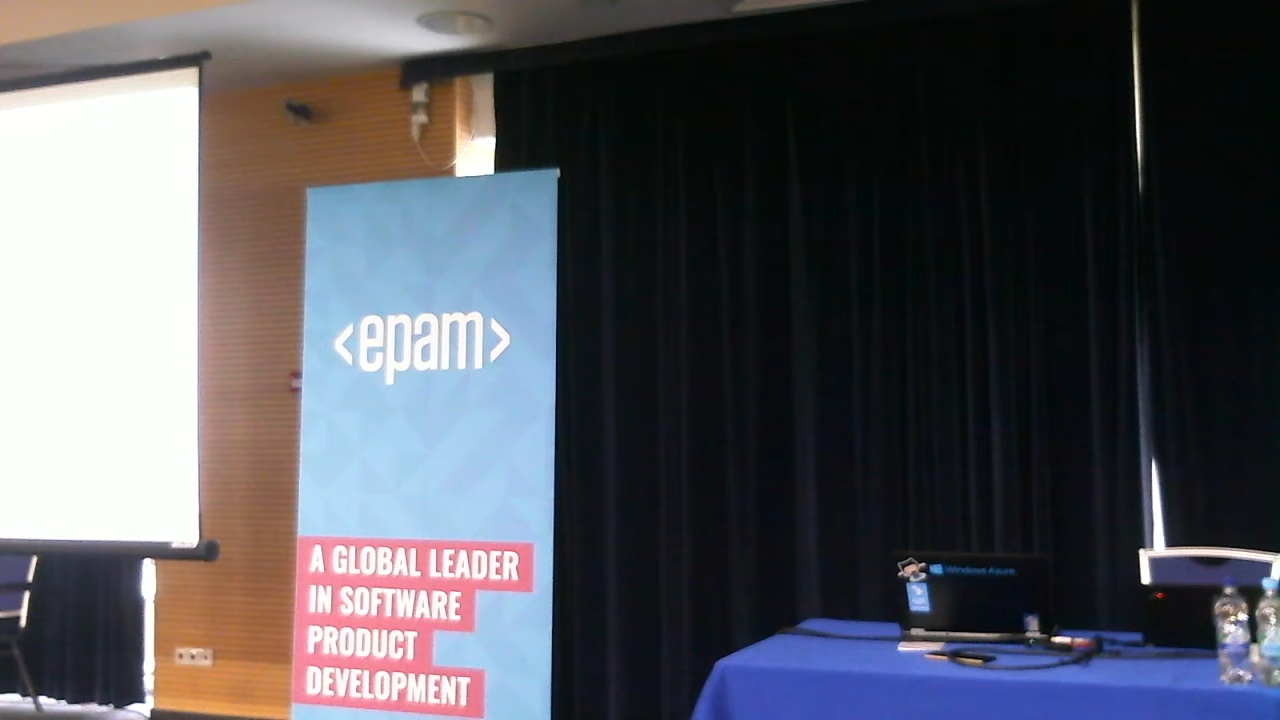 <epam>
A GLOBAL LEADER
IN SOFTWARE
PRODUCT
DEVELOPMENT
Windows Azure